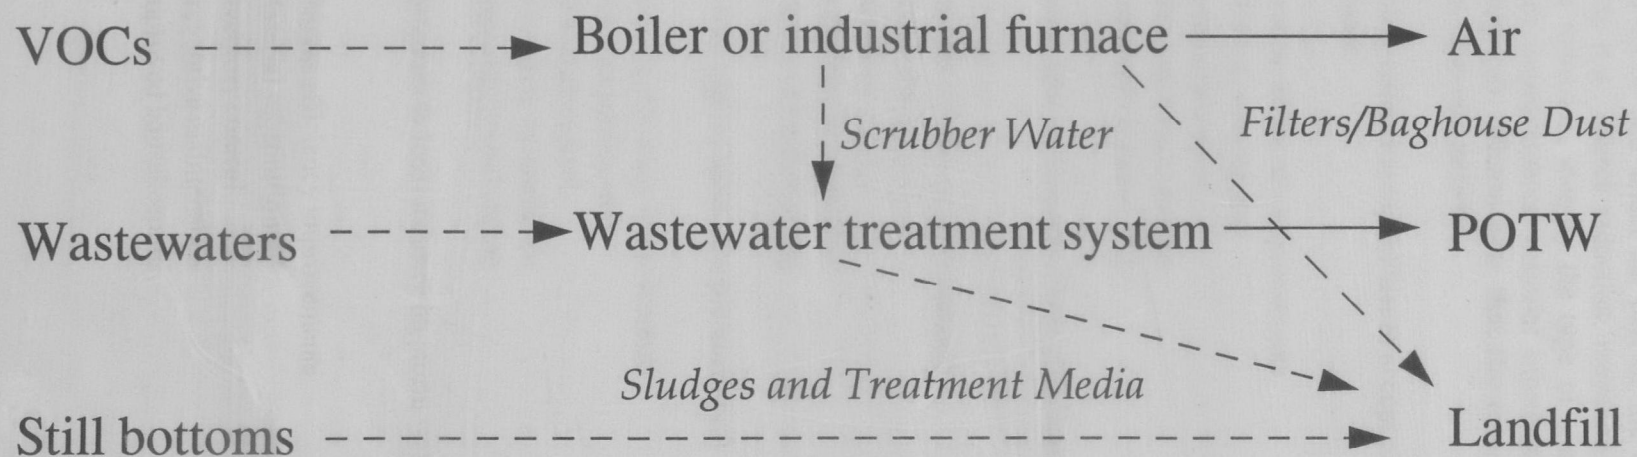 VOCs Boiler or industrial furnace Air
Scrubber Water Filters/Baghouse Dust
Wastewaters Wastewater treatment system POTW
Sludges and Treatment Media
Still bottoms Landfill